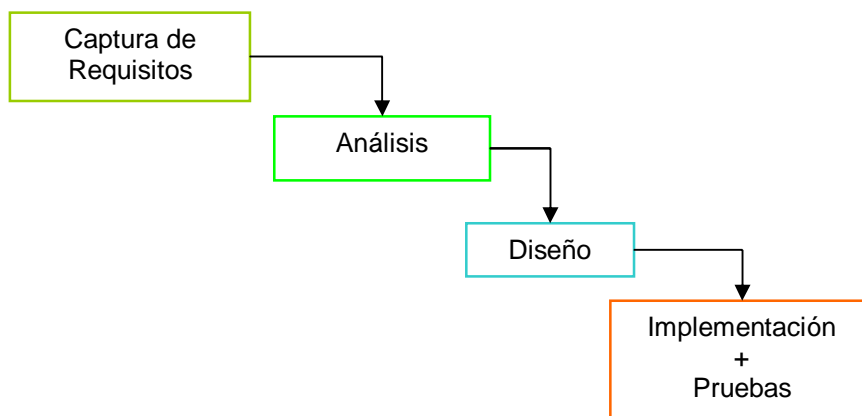 Captura de
Requisitos
Análisis
Diseño
Implementación
+
Pruebas